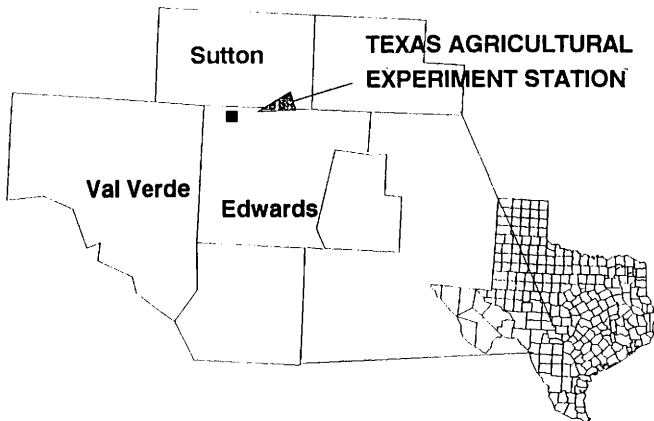 Sutton
TEXAS AGRICULTURAL
EXPERIMENT STATION
Val Verde
Edwards